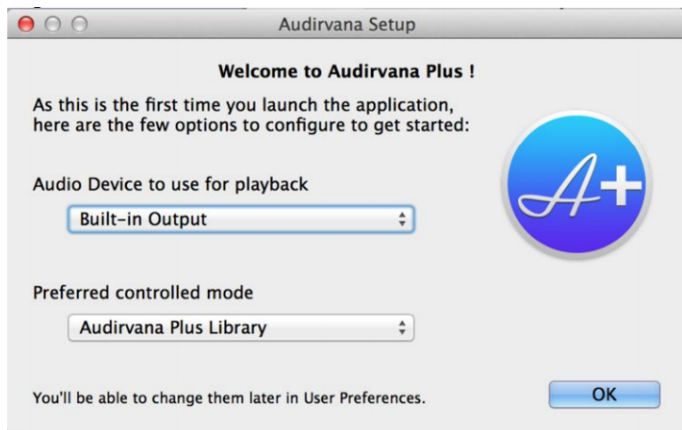 Audirvana Setup
Welcome to Audirvana Plus !
As this is the first time you launch the application,
here are the few options to configure to get started:
Audio Device to use for playback
Built-in Output
A+
Preferred controlled mode
Audirvana Plus Library
You'll be able to change them later in User Preferences.
OK